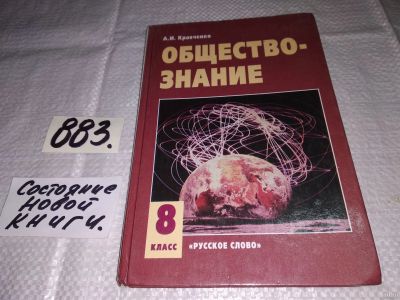 А.И. Кравченко
ОБЩЕСТВО-
ЗНАНИЕ
883.
Состояние
новой
книги.
8
КЛАСС
«РУССКОЕ СЛОВО»